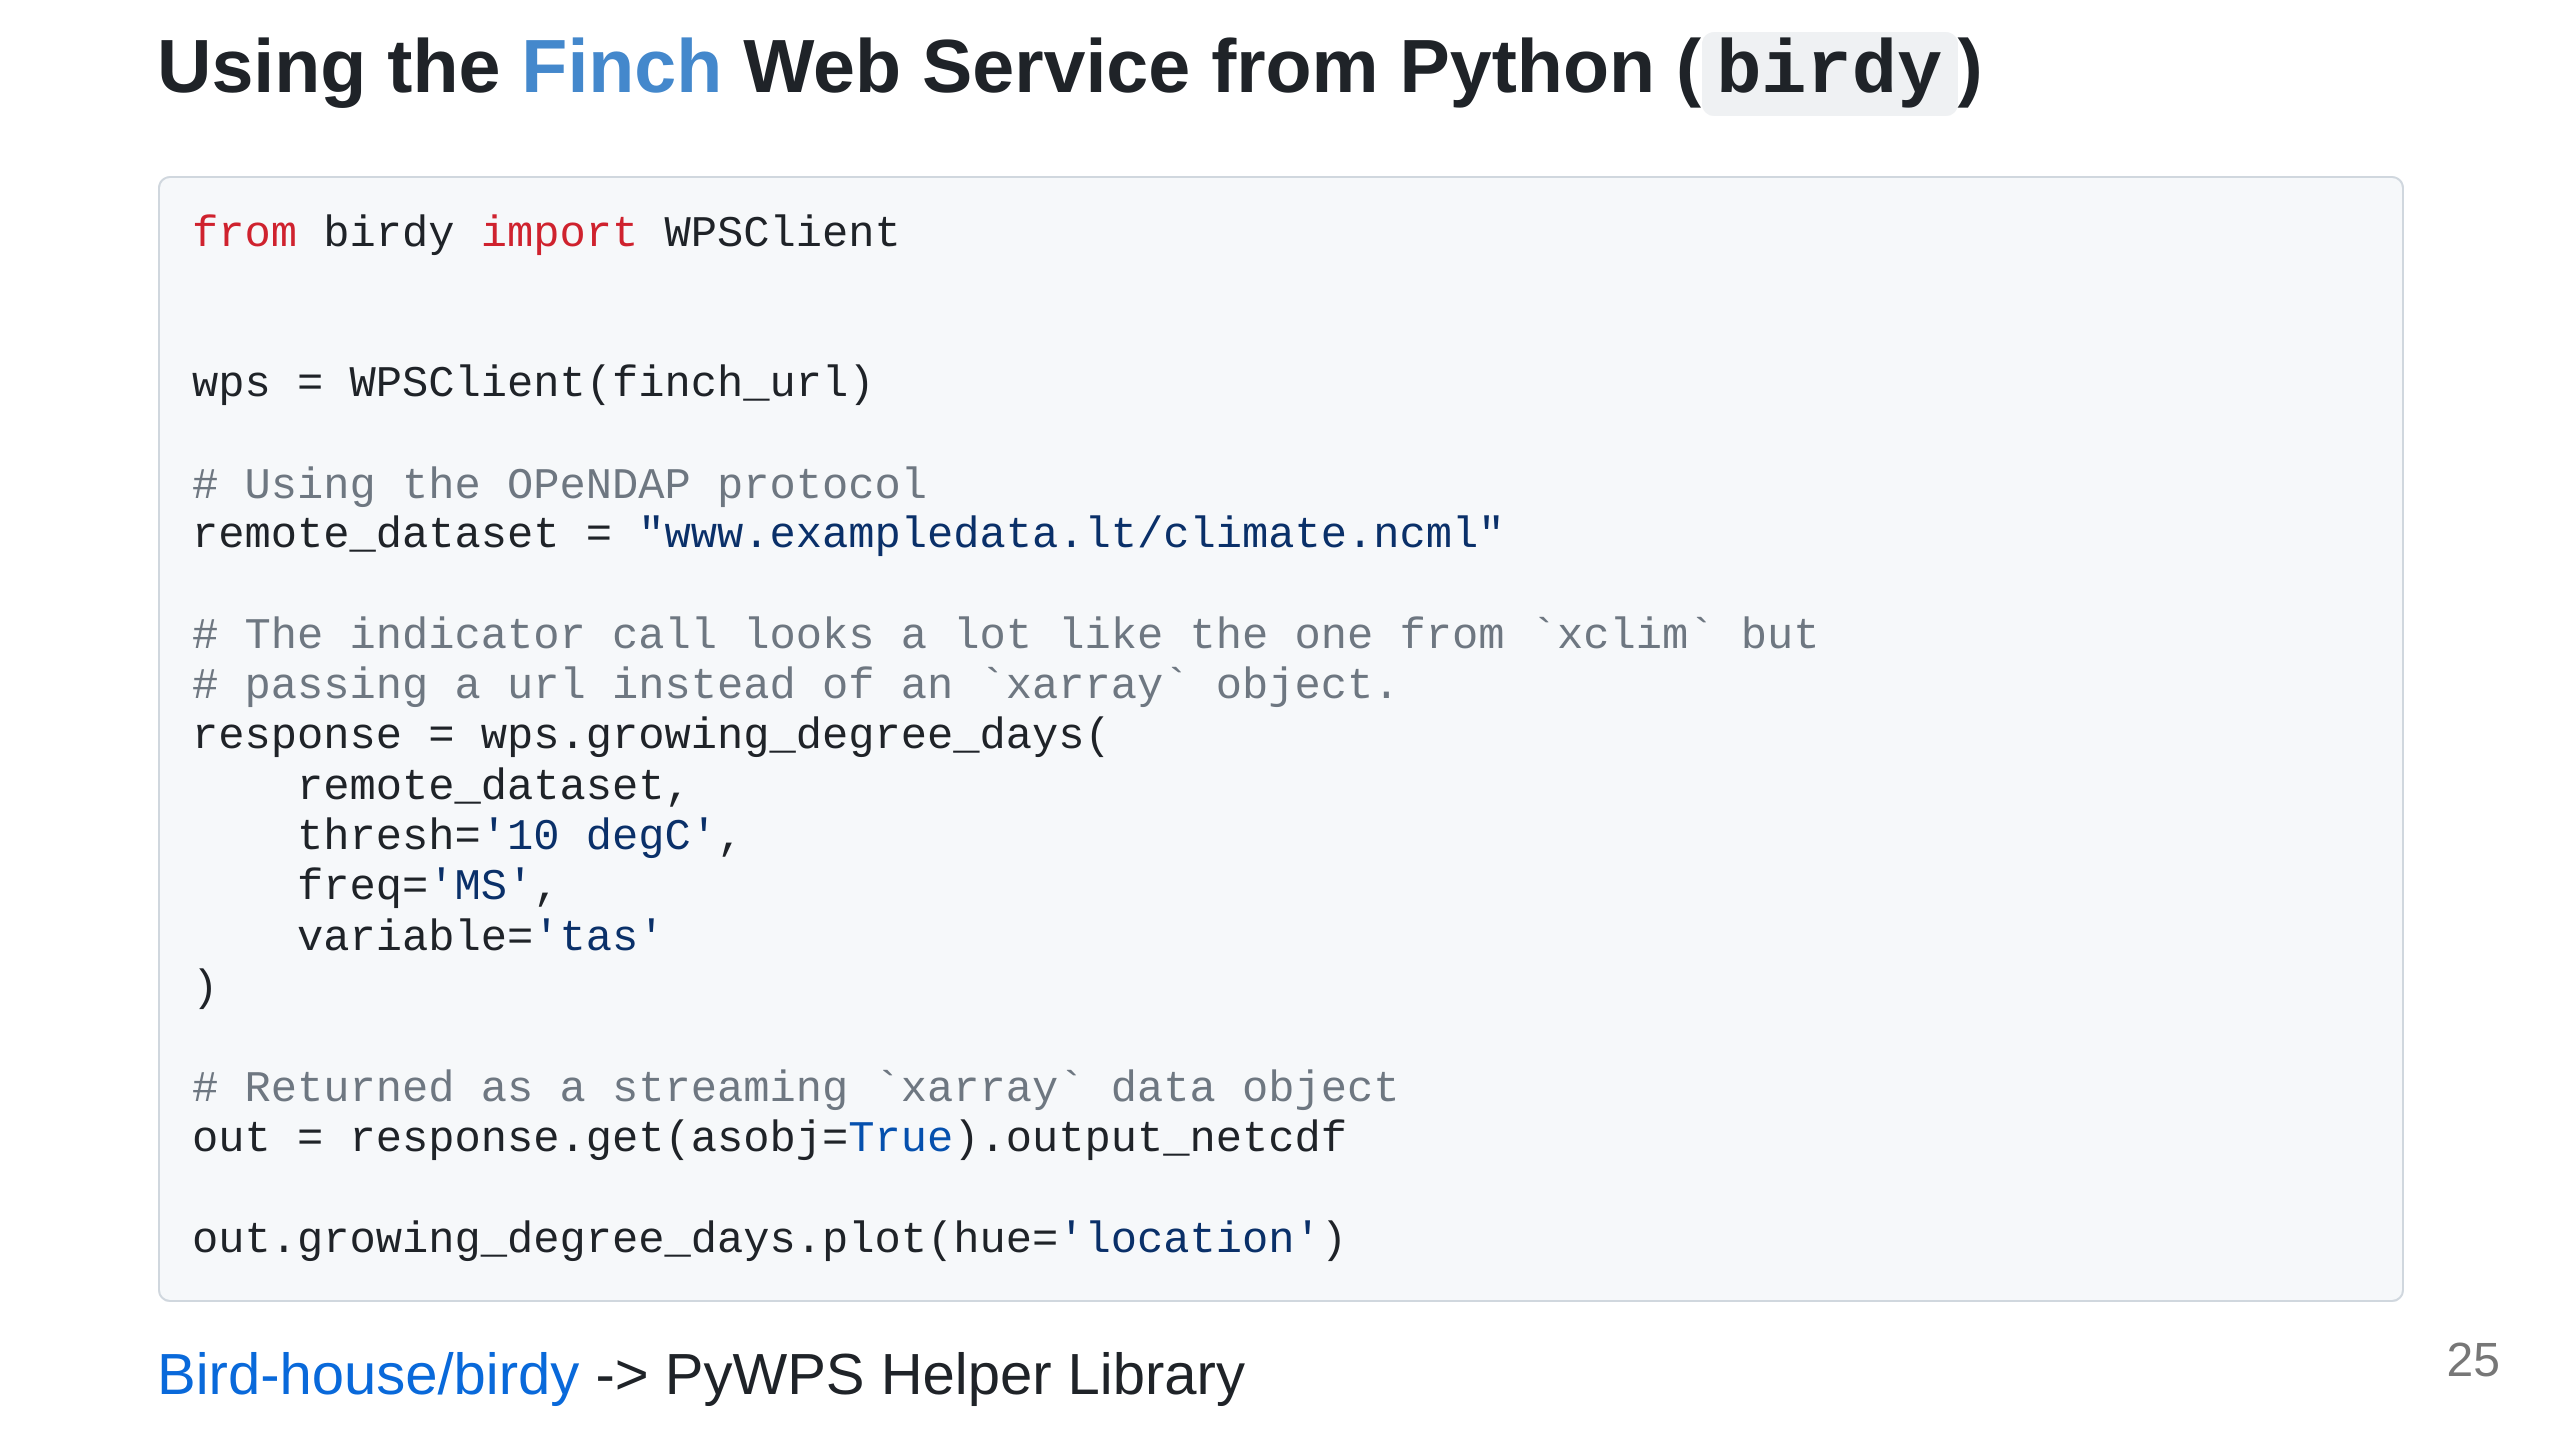 Using the Finch Web Service from Python (birdy)
from birdy import WPSClient
wps = WPSClient(finch_url)
# Using the OPeNDAP protocol
remote_dataset = "www.exampledata.lt/climate.ncml"
# The indicator call looks a lot like the one from `xclim` but
# passing a url instead of an `xarray` object.
response = wps.growing_degree_days(
    remote_dataset,
    thresh='10 degC',
    freq='MS',
    variable='tas'
)
# Returned as a streaming `xarray` data object
out = response.get(asobj=True).output_netcdf
out.growing_degree_days.plot(hue='location')
Bird-house/birdy -> PyWPS Helper Library
25